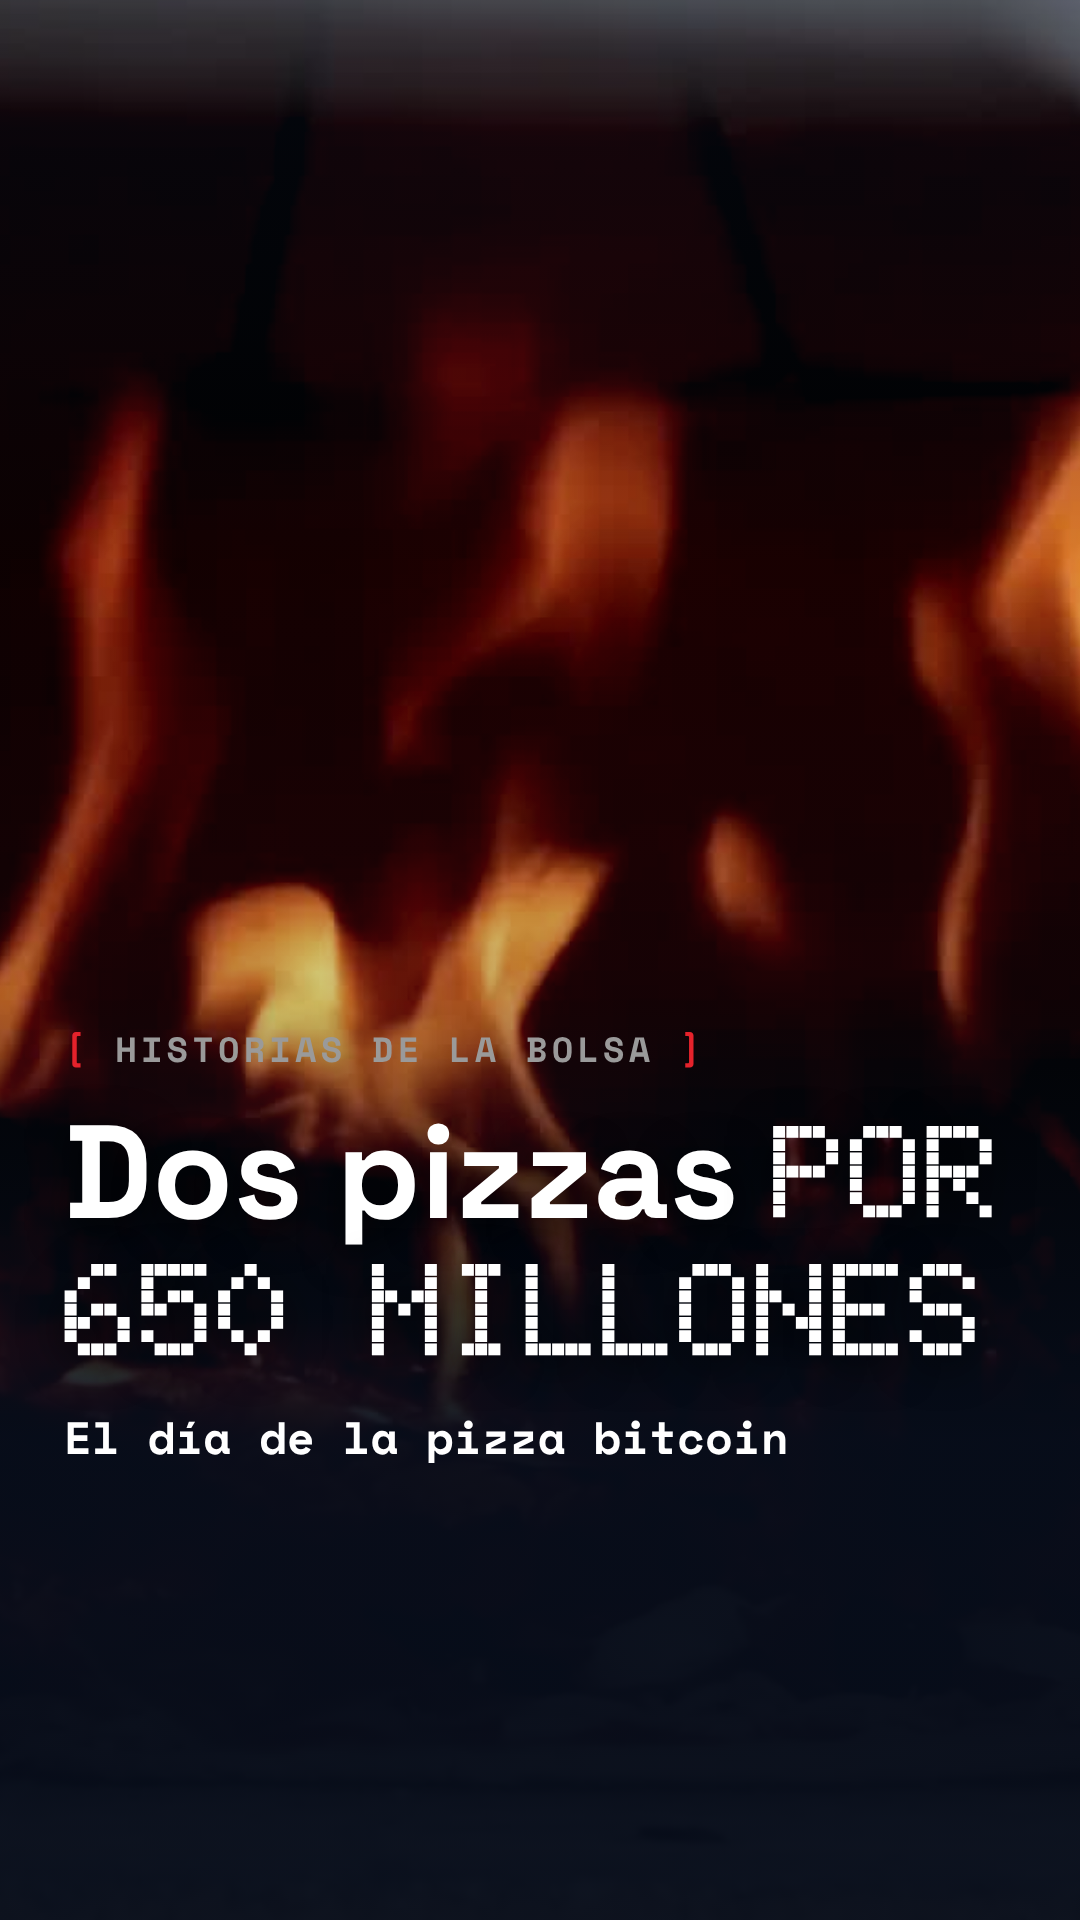 [ HISTORIAS DE LA BOLSA ]
Dos pizzas POR
650 MILLONES
El día de la pizza bitcoin